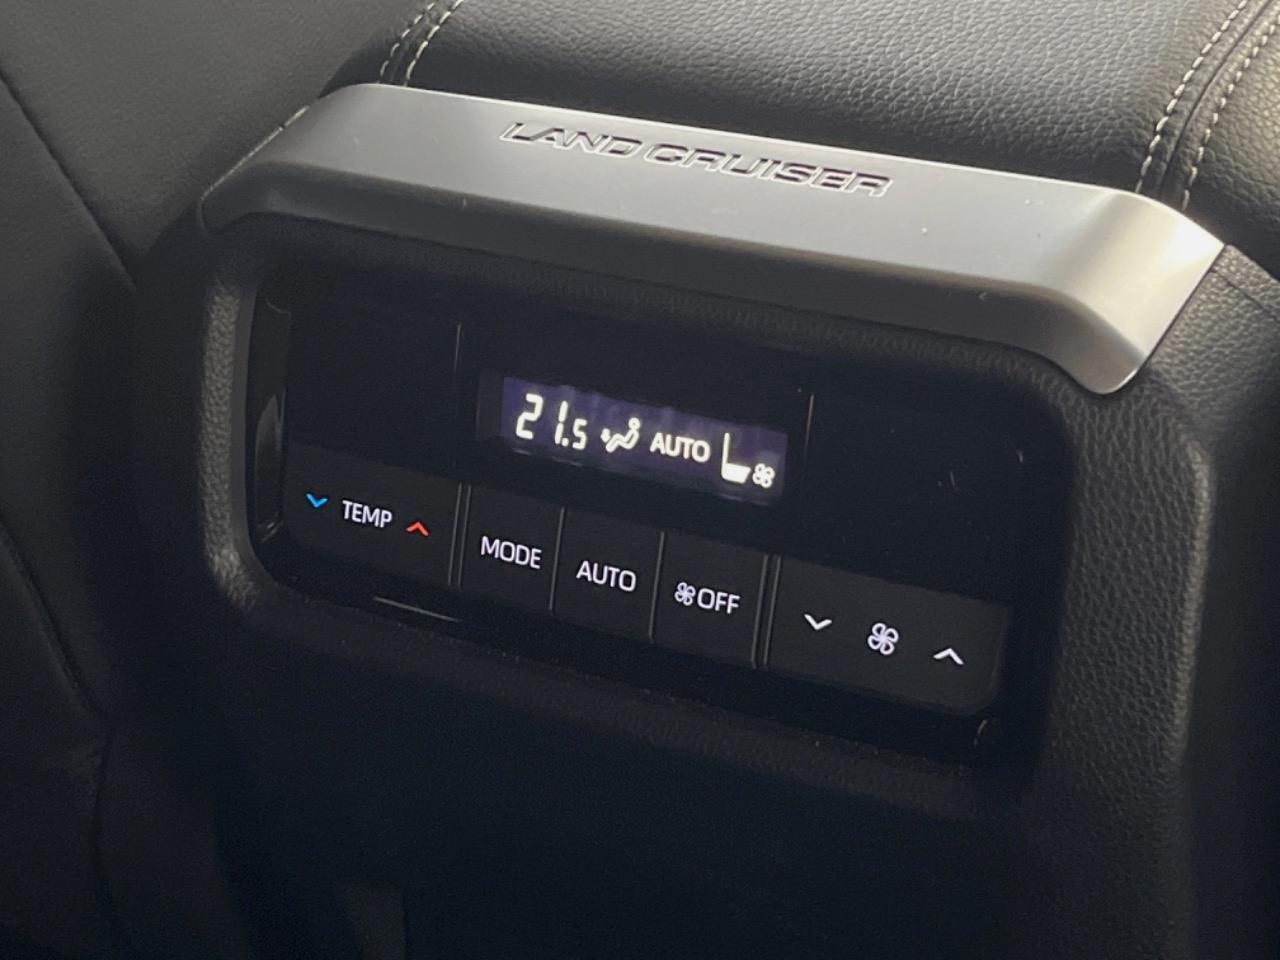 LAND CRUISER
21.5 AUTO
TEMP
MODE
AUTO
OFF